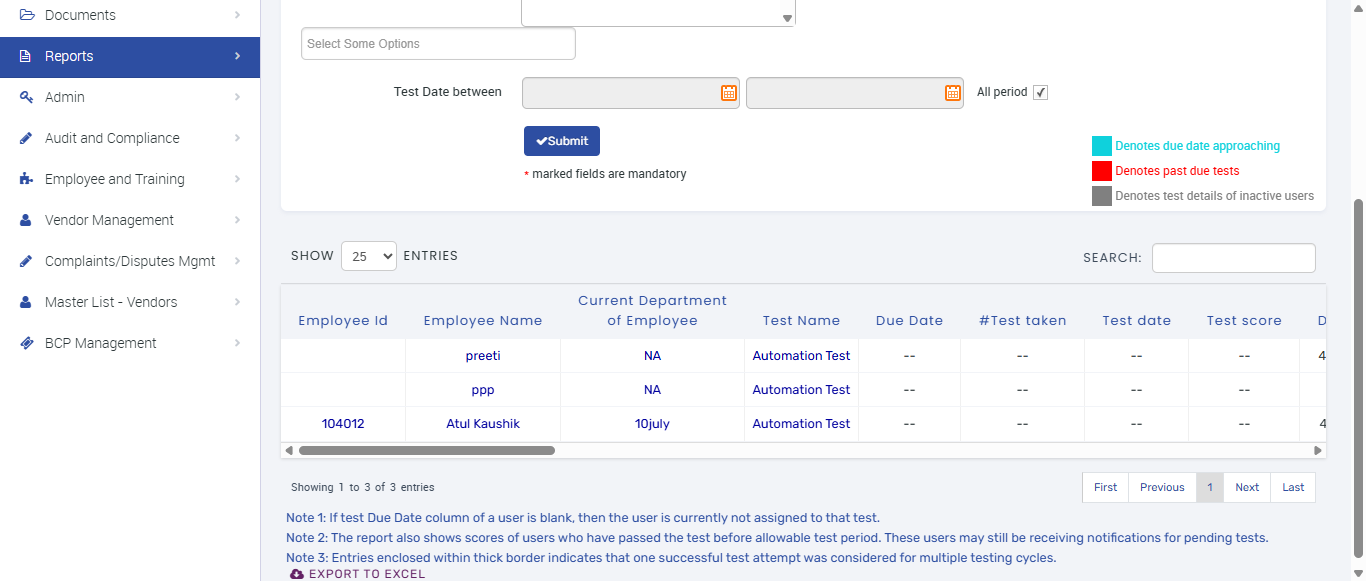 Documents
Reports
Admin
Audit and Compliance
Employee and Training
Vendor Management
Complaints/Disputes Mgmt
Master List - Vendors
BCP Management
Select Some Options
Test Date between
All period
Submit
* marked fields are mandatory
Denotes due date approaching
Denotes past due tests
Denotes test details of inactive users
SHOW 25 ENTRIES
SEARCH:
Employee Id Employee Name Current Department of Employee Test Name Due Date #Test taken Test date Test score D
preeti NA Automation Test -- -- -- -- 4
ppp NA Automation Test -- -- -- --
104012 Atul Kaushik 10july Automation Test -- -- -- -- 4
Showing 1 to 3 of 3 entries
First Previous 1 Next Last
Note 1: If test Due Date column of a user is blank, then the user is currently not assigned to that test.
Note 2: The report also shows scores of users who have passed the test before allowable test period. These users may still be receiving notifications for pending tests.
Note 3: Entries enclosed within thick border indicates that one successful test attempt was considered for multiple testing cycles.
EXPORT TO EXCEL